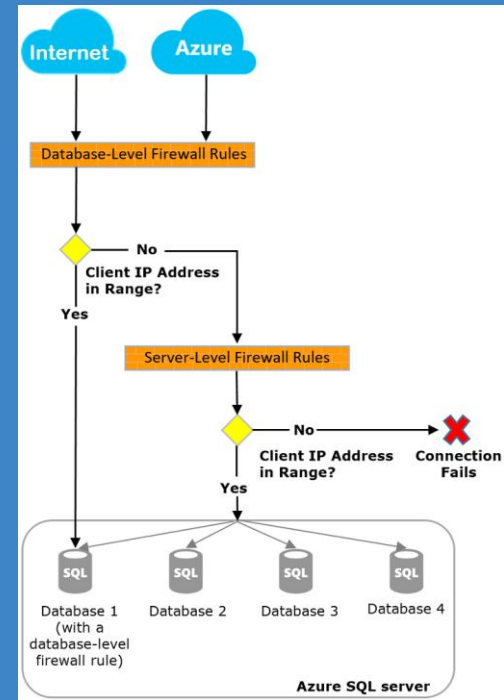 Internet
Azure
Database-Level Firewall Rules
No
Client IP Address
in Range?
Yes
Server-Level Firewall Rules
No
Client IP Address
in Range?
Connection
Fails
Yes
SQL
SQL
SQL
SQL
Database 1
(with a
database-level
firewall rule)
Database 2
Database 3
Database 4
Azure SQL server